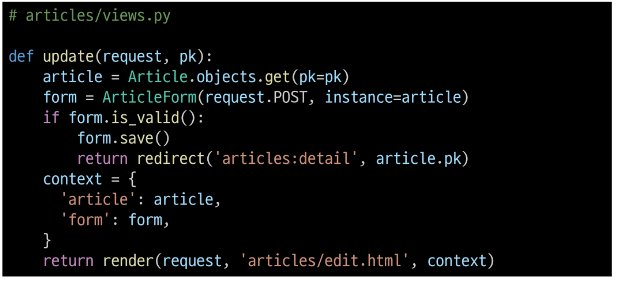 # articles/views.py

def update(request, pk):
    article = Article.objects.get(pk=pk)
    form = ArticleForm(request.POST, instance=article)
    if form.is_valid():
        form.save()
        return redirect('articles:detail', article.pk)
    context = {
      'article': article,
      'form': form,
    }
    return render(request, 'articles/edit.html', context)